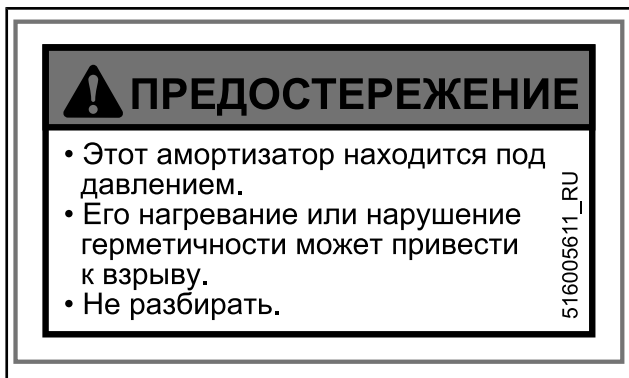 ПРЕДОСТЕРЕЖЕНИЕ
• Этот амортизатор находится под
давлением.
• Его нагревание или нарушение
герметичности может привести
к взрыву.
• Не разбирать.
516005611_RU